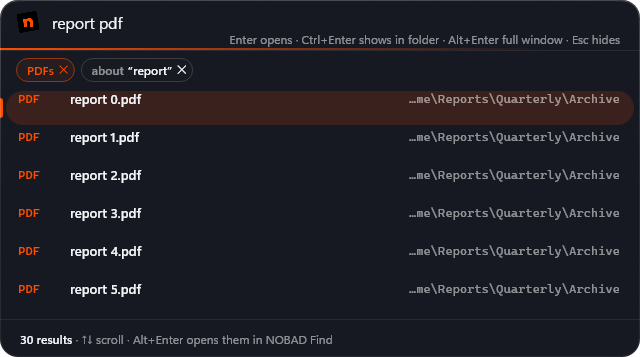 n report pdf
Enter opens · Ctrl+Enter shows in folder · Alt+Enter full window · Esc hides
PDFs ✕ about “report” ✕
PDF report 0.pdf …me\Reports\Quarterly\Archive
PDF report 1.pdf …me\Reports\Quarterly\Archive
PDF report 2.pdf …me\Reports\Quarterly\Archive
PDF report 3.pdf …me\Reports\Quarterly\Archive
PDF report 4.pdf …me\Reports\Quarterly\Archive
PDF report 5.pdf …me\Reports\Quarterly\Archive
30 results · ↑↓ scroll · Alt+Enter opens them in NOBAD Find